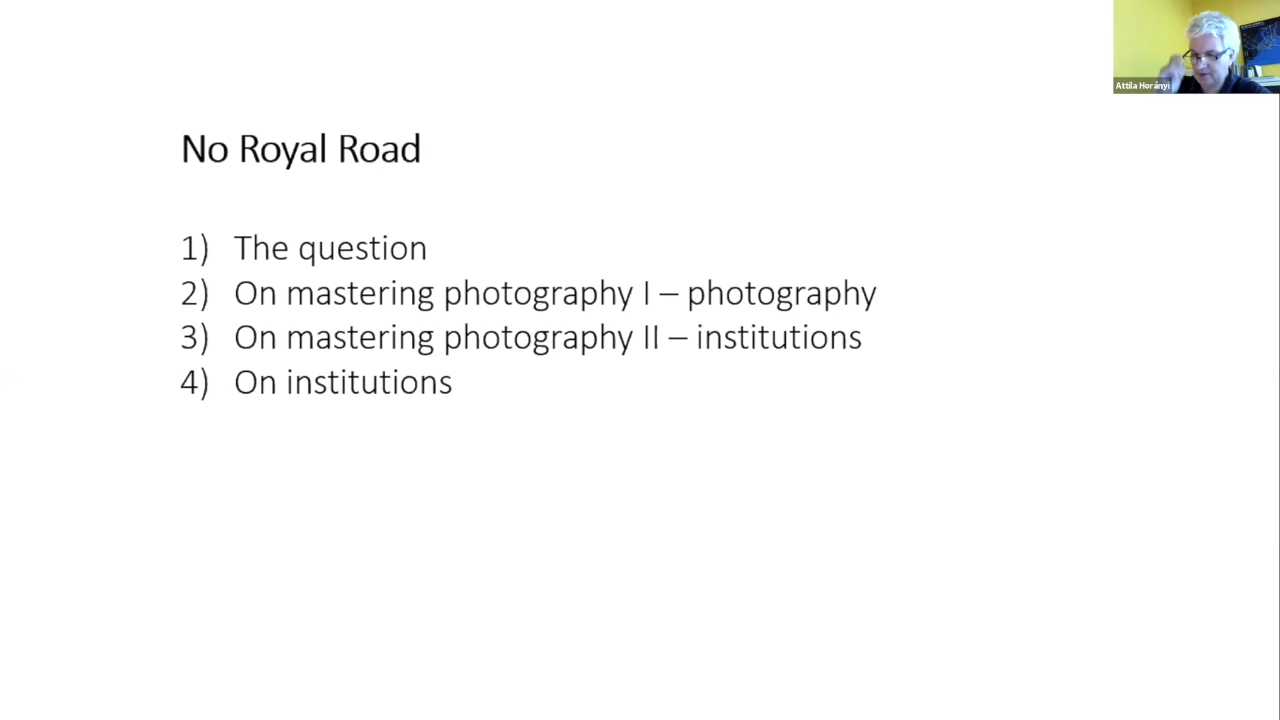 Attila Horányi
No Royal Road
1) The question
2) On mastering photography I – photography
3) On mastering photography II – institutions
4) On institutions